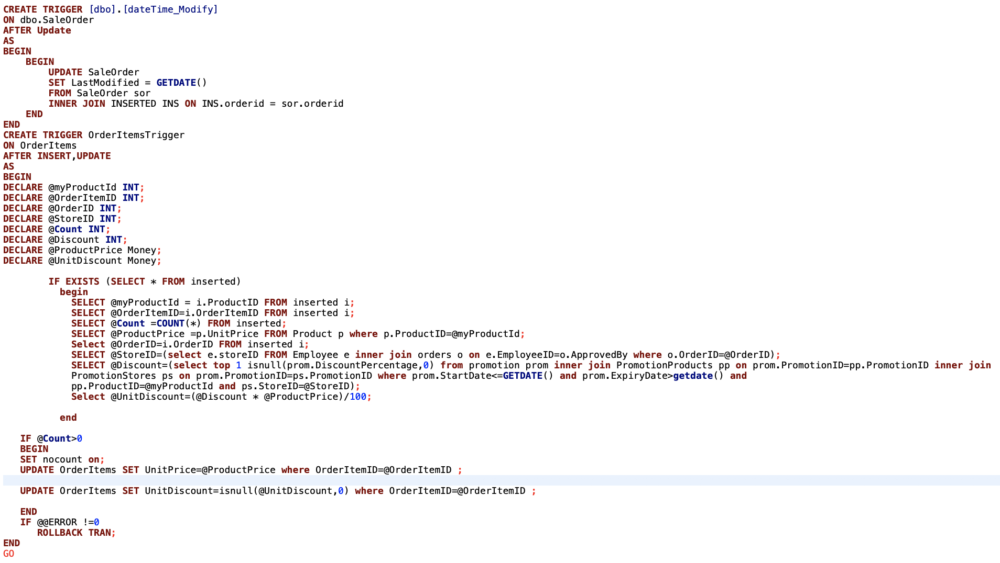 CREATE TRIGGER [dbo].[dateTime_Modify]
ON dbo.SaleOrder
AFTER Update
AS
BEGIN
    BEGIN
        UPDATE SaleOrder
        SET LastModified = GETDATE()
        FROM SaleOrder sor
        INNER JOIN INSERTED INS ON INS.orderid = sor.orderid
    END
END
CREATE TRIGGER OrderItemsTrigger
ON OrderItems
AFTER INSERT,UPDATE
AS
BEGIN
DECLARE @myProductId INT;
DECLARE @OrderItemID INT;
DECLARE @OrderID INT;
DECLARE @StoreID INT;
DECLARE @Count INT;
DECLARE @Discount INT;
DECLARE @ProductPrice Money;
DECLARE @UnitDiscount Money;

        IF EXISTS (SELECT * FROM inserted)
          begin
            SELECT @myProductId = i.ProductID FROM inserted i;
            SELECT @OrderItemID=i.OrderItemID FROM inserted i;
            SELECT @Count =COUNT(*) FROM inserted;
            SELECT @ProductPrice =p.UnitPrice FROM Product p where p.ProductID=@myProductId;
            Select @OrderID=i.OrderID FROM inserted i;
            SELECT @StoreID=(select e.storeID FROM Employee e inner join orders o on e.EmployeeID=o.ApprovedBy where o.OrderID=@OrderID);
            SELECT @Discount=(select top 1 isnull(prom.DiscountPercentage,0) from promotion prom inner join PromotionProducts pp on prom.PromotionID=pp.PromotionID inner join
            PromotionStores ps on prom.PromotionID=ps.PromotionID where prom.StartDate<=GETDATE() and prom.ExpiryDate>getdate() and
            pp.ProductID=@myProductId and ps.StoreID=@StoreID);
            Select @UnitDiscount=(@Discount * @ProductPrice)/100;

          end

   IF @Count>0
   BEGIN
   SET nocount on;
   UPDATE OrderItems SET UnitPrice=@ProductPrice where OrderItemID=@OrderItemID ;

   UPDATE OrderItems SET UnitDiscount=isnull(@UnitDiscount,0) where OrderItemID=@OrderItemID ;

   END
   IF @@ERROR !=0
      ROLLBACK TRAN;
END
GO